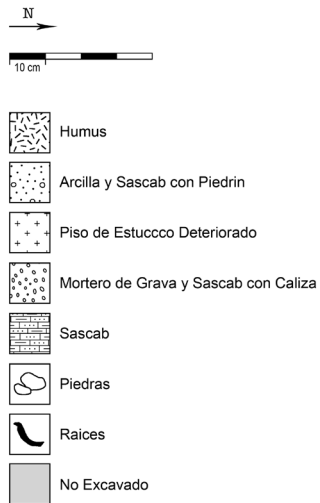 N
10 cm
Humus
Arcilla y Sascab con Piedrin
Piso de Estuccco Deteriorado
Mortero de Grava y Sascab con Caliza
Sascab
Piedras
Raices
No Excavado